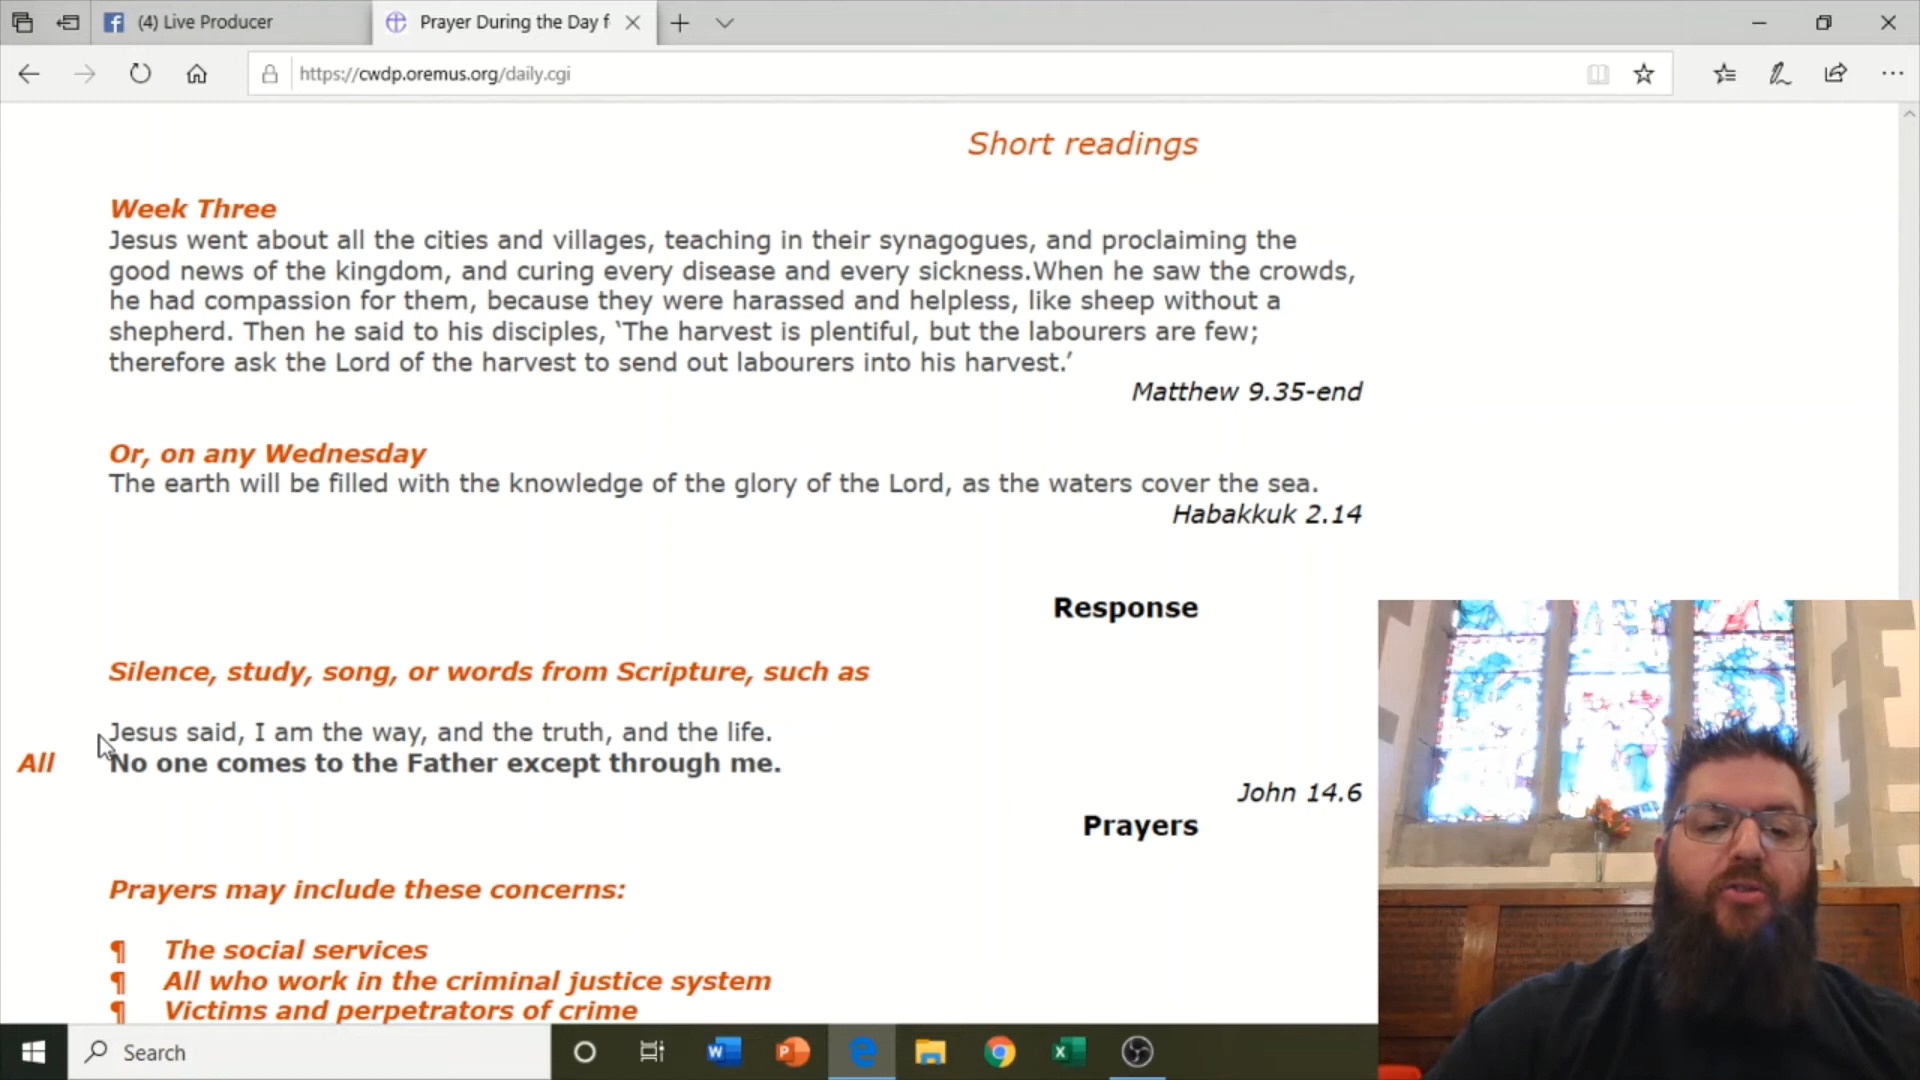 (4) Live Producer
Prayer During the Day f
https://cwdp.oremus.org/daily.cgi
Short readings
Week Three
Jesus went about all the cities and villages, teaching in their synagogues, and proclaiming the
good news of the kingdom, and curing every disease and every sickness.When he saw the crowds,
he had compassion for them, because they were harassed and helpless, like sheep without a
shepherd. Then he said to his disciples, ‘The harvest is plentiful, but the labourers are few;
therefore ask the Lord of the harvest to send out labourers into his harvest.’
Matthew 9.35-end
Or, on any Wednesday
The earth will be filled with the knowledge of the glory of the Lord, as the waters cover the sea.
Habakkuk 2.14
Response
Silence, study, song, or words from Scripture, such as
Jesus said, I am the way, and the truth, and the life.
All No one comes to the Father except through me.
John 14.6
Prayers
Prayers may include these concerns:
¶ The social services
¶ All who work in the criminal justice system
¶ Victims and perpetrators of crime
Search